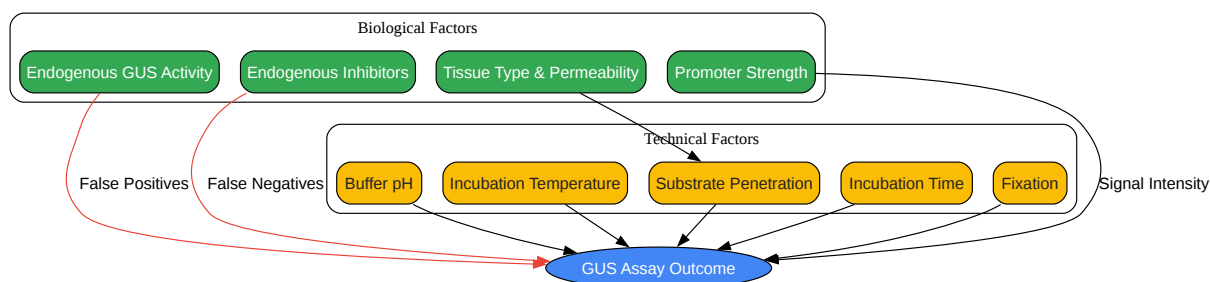 Biological Factors
Endogenous GUS Activity
Endogenous Inhibitors
Tissue Type & Permeability
Promoter Strength
Technical Factors
Buffer pH
Incubation Temperature
Substrate Penetration
Incubation Time
Fixation
False Positives
False Negatives
Signal Intensity
GUS Assay Outcome